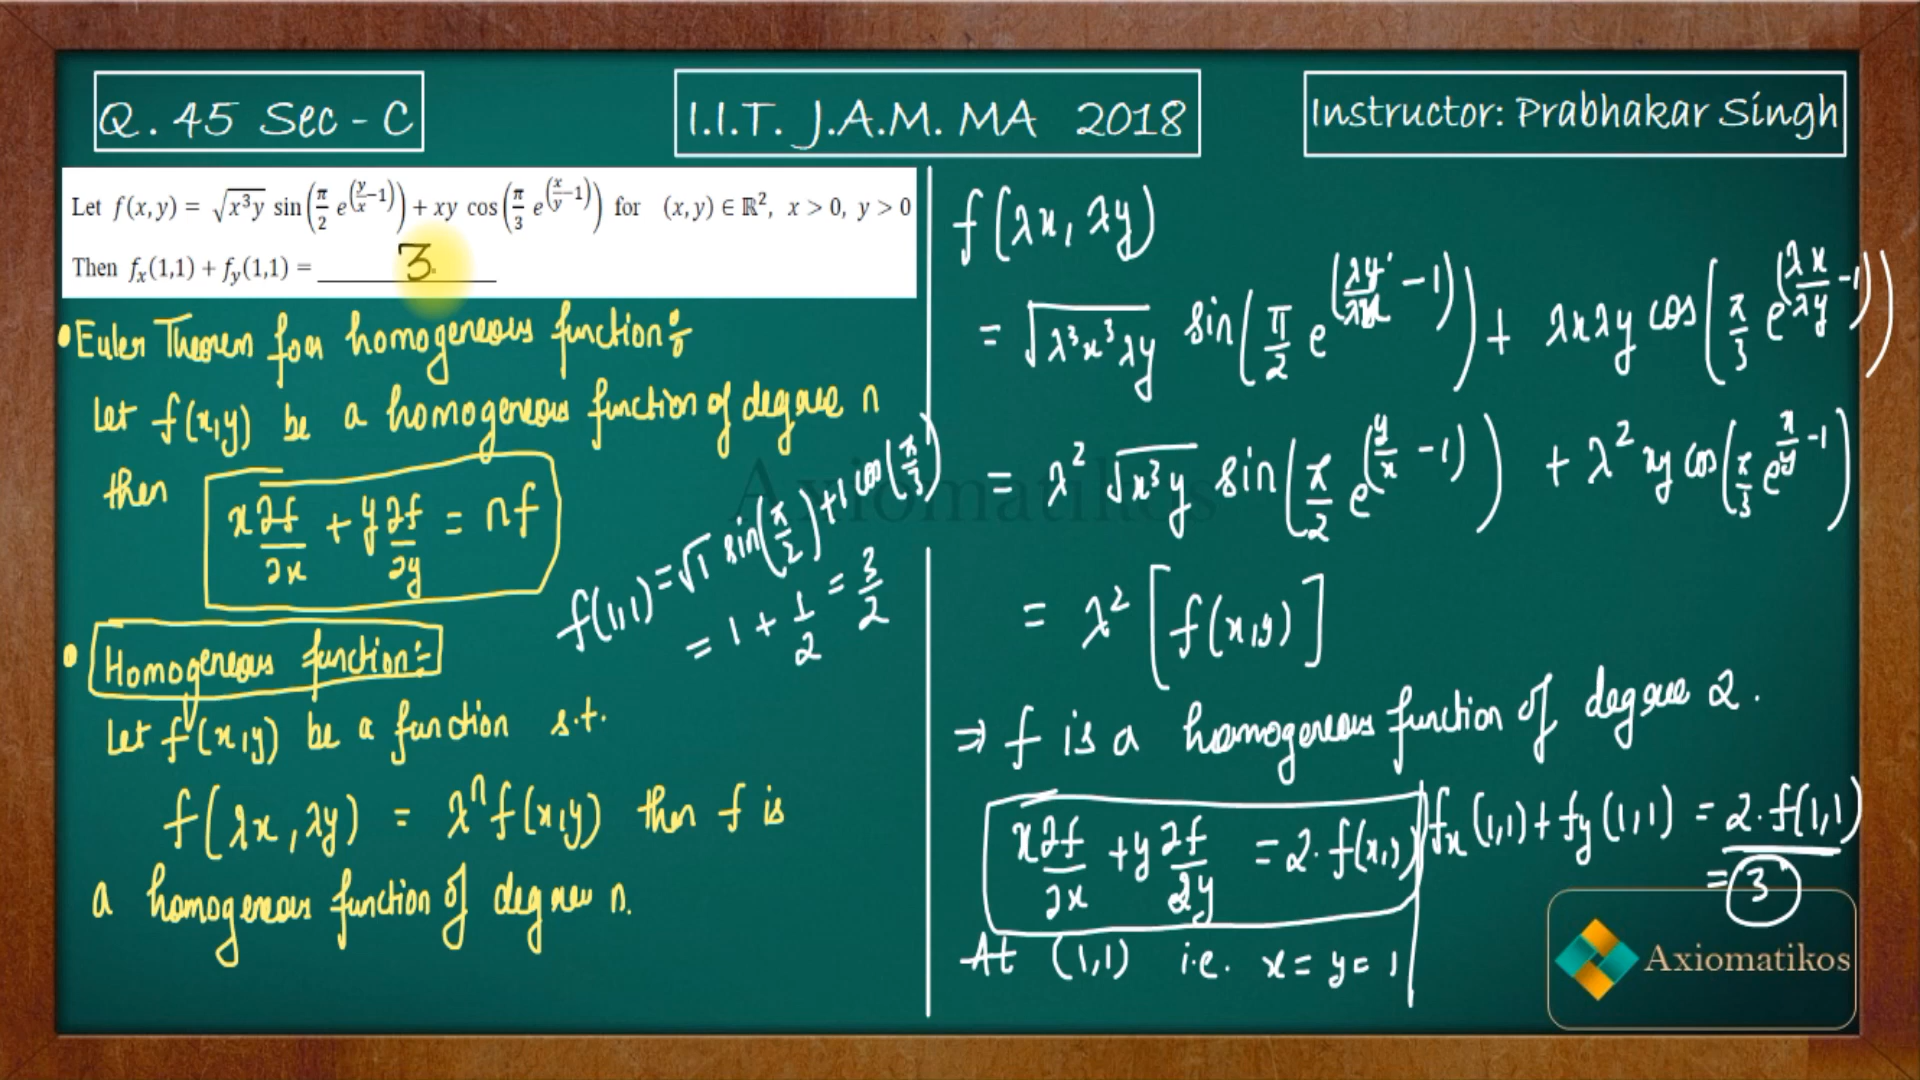 Q. 45 Sec - C
I.I.T. J.A.M. MA 2018
Instructor: Prabhakar Singh
Let f(x, y) = √x³y sin(π/2 e^(y/x −1)) + xy cos(π/3 e^(x/y −1)) for (x, y) ∈ ℝ², x > 0, y > 0
Then fₓ(1,1) + f_y(1,1) = 3.
• Euler Theorem for homogeneous function:
Let f(x,y) be a homogeneous function of degree n
then x ∂f/∂x + y ∂f/∂y = nf
f(1,1) = √1 sin(π/2) + 1 cos(π/3)
= 1 + 1/2 = 3/2
• Homogeneous function:-
Let f(x,y) be a function s.t.
f(λx, λy) = λⁿ f(x,y) then f is
a homogeneous function of degree n.
f(λx, λy)
= √λ³x³λy sin(π/2 e^(λy/λx − 1)) + λxλy cos(π/3 e^(λx/λy − 1))
= λ² √x³y sin(π/2 e^(y/x − 1)) + λ² xy cos(π/3 e^(x/y − 1))
= λ² [f(x,y)]
⇒ f is a homogeneous function of degree 2.
x ∂f/∂x + y ∂f/∂y = 2·f(x,y)
At (1,1) i.e. x = y = 1
fₓ(1,1) + f_y(1,1) = 2·f(1,1)
= 3
Axiomatikos
Axiomatikos